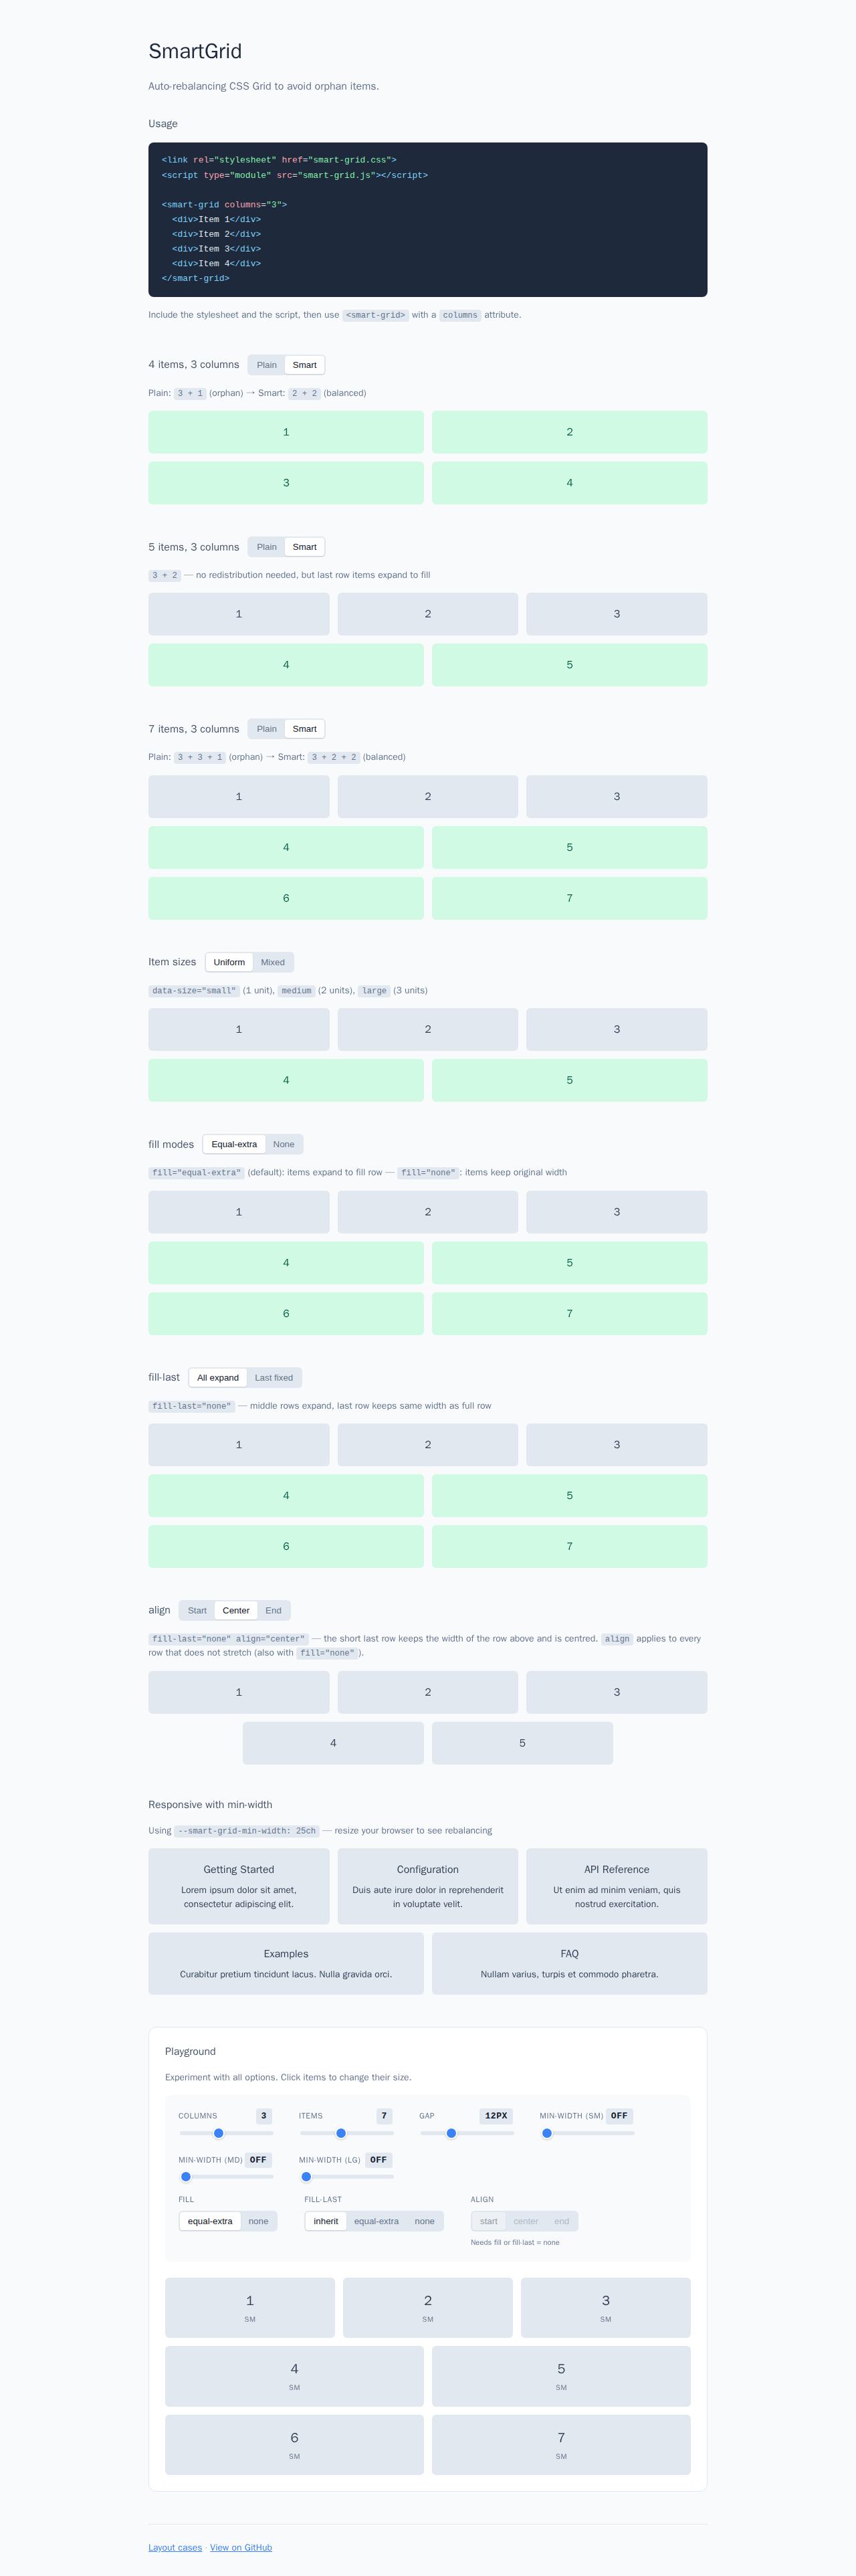 SmartGrid
Auto-rebalancing CSS Grid to avoid orphan items.
Usage
<link rel="stylesheet" href="smart-grid.css">
<script type="module" src="smart-grid.js"></script>
<smart-grid columns="3">
<div>Item 1</div>
<div>Item 2</div>
<div>Item 3</div>
<div>Item 4</div>
</smart-grid>
Include the stylesheet and the script, then use <smart-grid> with a columns attribute.
4 items, 3 columns Plain Smart
Plain: 3 + 1 (orphan) → Smart: 2 + 2 (balanced)
1 2
3 4
5 items, 3 columns Plain Smart
3 + 2 — no redistribution needed, but last row items expand to fill
1 2 3
4 5
7 items, 3 columns Plain Smart
Plain: 3 + 3 + 1 (orphan) → Smart: 3 + 2 + 2 (balanced)
1 2 3
4 5
6 7
Item sizes Uniform Mixed
data-size="small" (1 unit), medium (2 units), large (3 units)
1 2 3
4 5
fill modes Equal-extra None
fill="equal-extra" (default): items expand to fill row — fill="none": items keep original width
1 2 3
4 5
6 7
fill-last All expand Last fixed
fill-last="none" — middle rows expand, last row keeps same width as full row
1 2 3
4 5
6 7
align Start Center End
fill-last="none" align="center" — the short last row keeps the width of the row above and is centred. align applies to every
row that does not stretch (also with fill="none").
1 2 3
4 5
Responsive with min-width
Using --smart-grid-min-width: 25ch — resize your browser to see rebalancing
Getting Started Configuration API Reference
Lorem ipsum dolor sit amet, Duis aute irure dolor in reprehenderit Ut enim ad minim veniam, quis
consectetur adipiscing elit. in voluptate velit. nostrud exercitation.
Examples FAQ
Curabitur pretium tincidunt lacus. Nulla gravida orci. Nullam varius, turpis et commodo pharetra.
Playground
Experiment with all options. Click items to change their size.
COLUMNS 3 ITEMS 7 GAP 12PX MIN-WIDTH (SM) OFF
MIN-WIDTH (MD) OFF MIN-WIDTH (LG) OFF
FILL FILL-LAST ALIGN
equal-extra none inherit equal-extra none start center end
Needs fill or fill-last = none
1 2 3
SM SM SM
4 5
SM SM
6 7
SM SM
Layout cases · View on GitHub